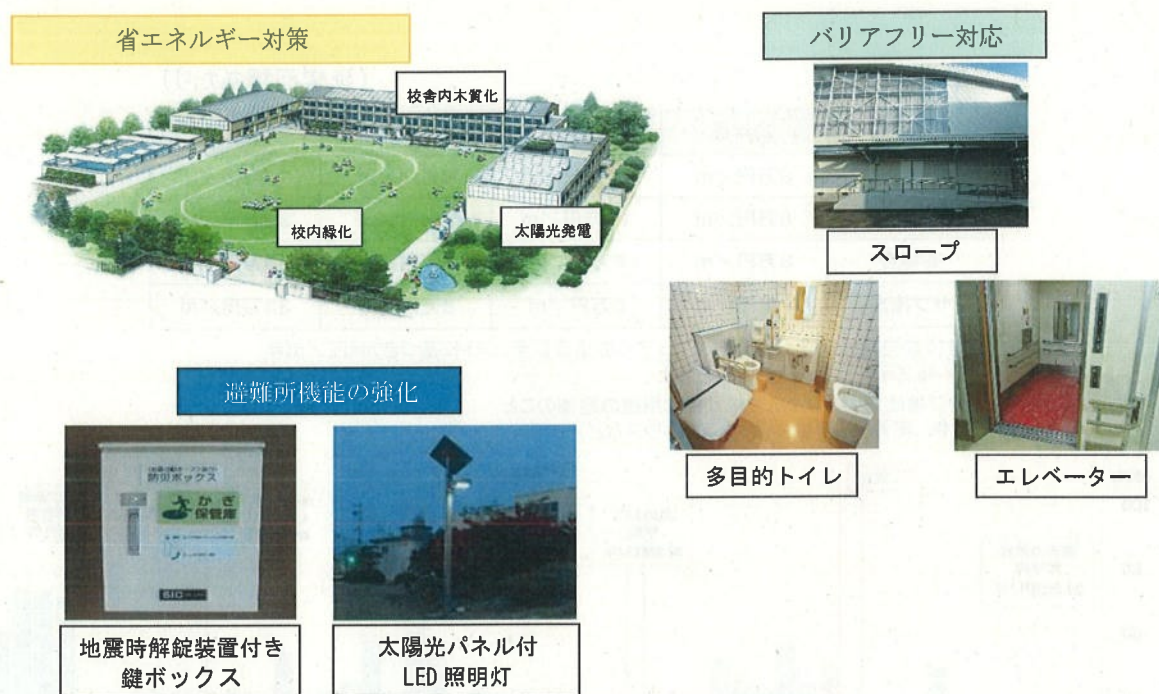 省エネルギー対策
校舎内木質化
校内緑化
太陽光発電
バリアフリー対応
スロープ
多目的トイレ
エレベーター
避難所機能の強化
防災ボックス
かぎ
保管庫
地震時解錠装置付き
鍵ボックス
太陽光パネル付
LED照明灯